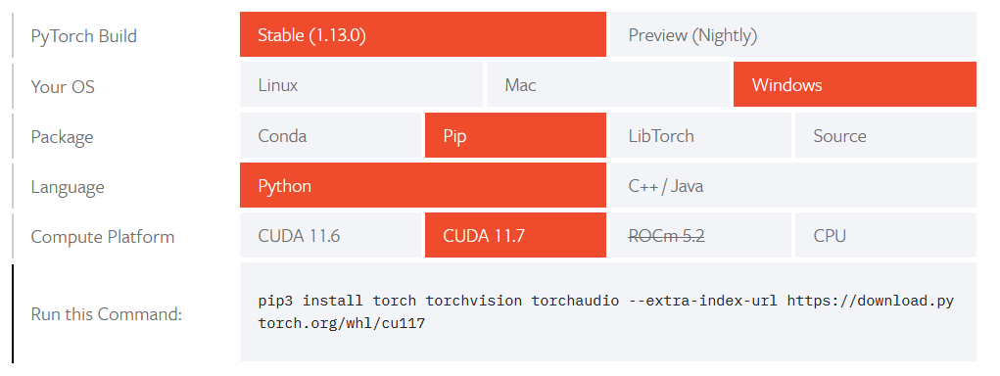 PyTorch Build Stable (1.13.0) Preview (Nightly)
Your OS Linux Mac Windows
Package Conda Pip LibTorch Source
Language Python C++ / Java
Compute Platform CUDA 11.6 CUDA 11.7 ROCm 5.2 CPU
Run this Command: pip3 install torch torchvision torchaudio --extra-index-url https://download.py
torch.org/whl/cu117